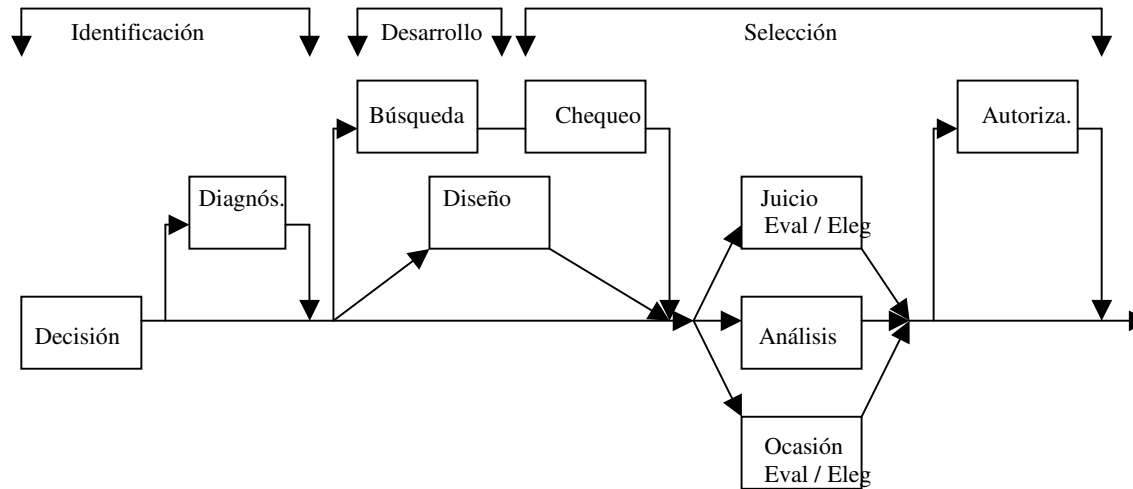 Identificación
Desarrollo
Selección
Búsqueda
Chequeo
Autoriza.
Diagnós.
Diseño
Juicio
Eval / Eleg
Decisión
Análisis
Ocasión
Eval / Eleg